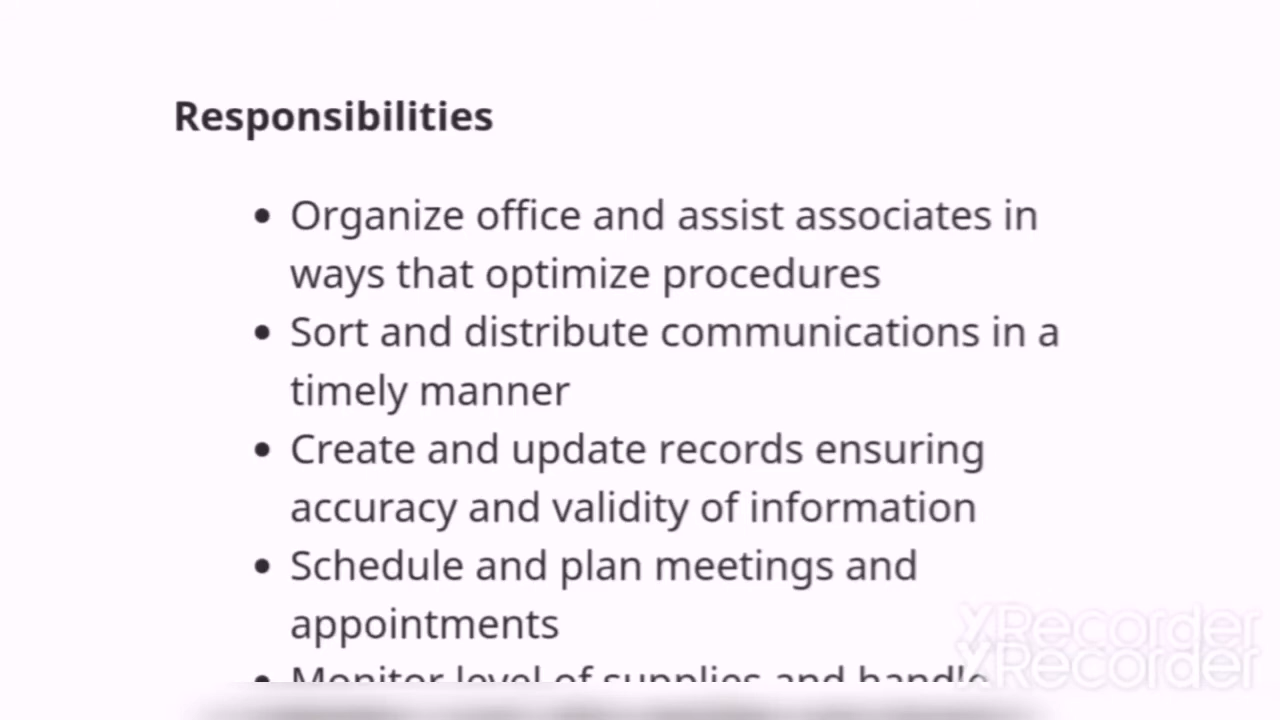 Responsibilities
• Organize office and assist associates in
ways that optimize procedures
• Sort and distribute communications in a
timely manner
• Create and update records ensuring
accuracy and validity of information
• Schedule and plan meetings and
appointments
• Monitor level of supplies and handle
XRecorder
XRecorder